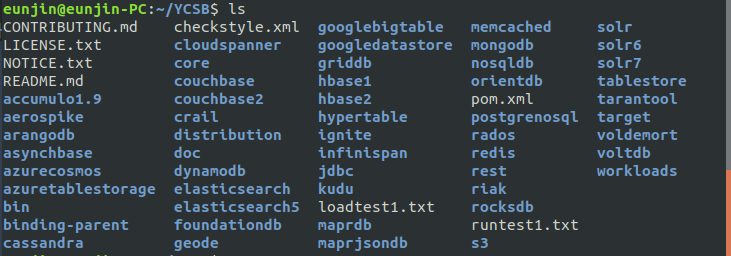 eunjin@eunjin-PC:~/YCSB$ ls
CONTRIBUTING.md checkstyle.xml googlebigtable memcached solr
LICENSE.txt cloudspanner googledatastore mongodb solr6
NOTICE.txt core griddb nosqldb solr7
README.md couchbase hbase1 orientdb tablestore
accumulo1.9 couchbase2 hbase2 pom.xml tarantool
aerospike crail hypertable postgrenosql target
arangodb distribution ignite rados voldemort
asynchbase doc infinispan redis voltdb
azurecosmos dynamodb jdbc rest workloads
azuretablestorage elasticsearch kudu riak
bin elasticsearch5 loadtest1.txt rocksdb
binding-parent foundationdb maprdb runtest1.txt
cassandra geode maprjsondb s3